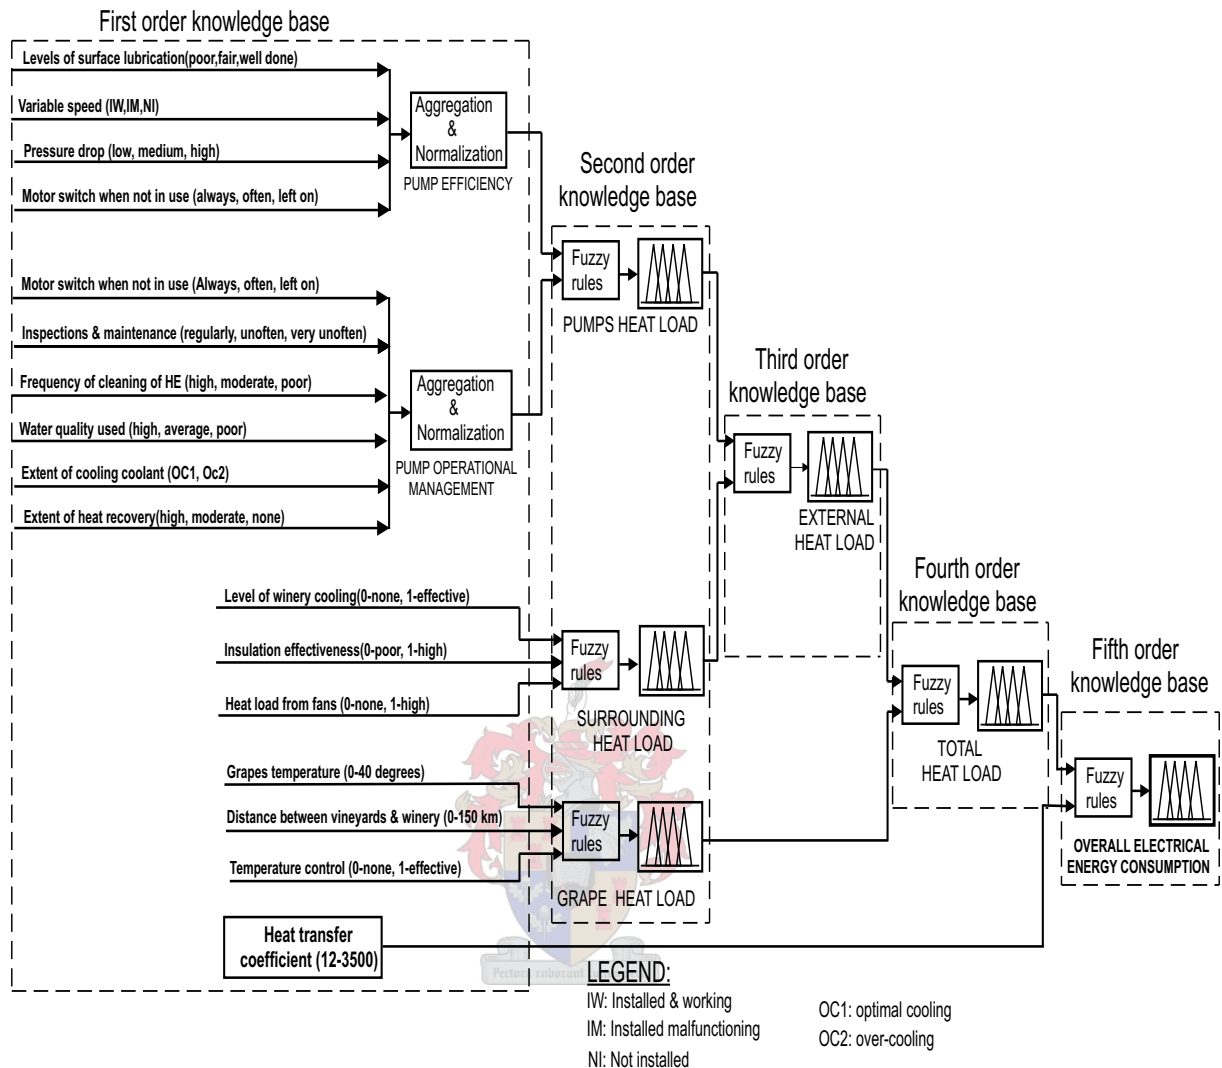 First order knowledge base
Levels of surface lubrication(poor,fair,well done)
Variable speed (IW,IM,NI)
Pressure drop (low, medium, high)
Motor switch when not in use (always, often, left on)
Aggregation
&
Normalization
PUMP EFFICIENCY
Motor switch when not in use (Always, often, left on)
Inspections & maintenance (regularly, unoften, very unoften)
Frequency of cleaning of HE (high, moderate, poor)
Water quality used (high, average, poor)
Extent of cooling coolant (OC1, Oc2)
Extent of heat recovery(high, moderate, none)
Aggregation
&
Normalization
PUMP OPERATIONAL
MANAGEMENT
Level of winery cooling(0-none, 1-effective)
Insulation effectiveness(0-poor, 1-high)
Heat load from fans (0-none, 1-high)
Grapes temperature (0-40 degrees)
Distance between vineyards & winery (0-150 km)
Temperature control (0-none, 1-effective)
Heat transfer
coefficient (12-3500)
Second order
knowledge base
Fuzzy
rules
PUMPS HEAT LOAD
Fuzzy
rules
SURROUNDING
HEAT LOAD
Fuzzy
rules
GRAPE HEAT LOAD
Third order
knowledge base
Fuzzy
rules
EXTERNAL
HEAT LOAD
Fourth order
knowledge base
Fuzzy
rules
TOTAL
HEAT LOAD
Fifth order
knowledge base
Fuzzy
rules
OVERALL ELECTRICAL
ENERGY CONSUMPTION
Pectora roborant
LEGEND:
IW: Installed & working
IM: Installed malfunctioning
NI: Not installed
OC1: optimal cooling
OC2: over-cooling